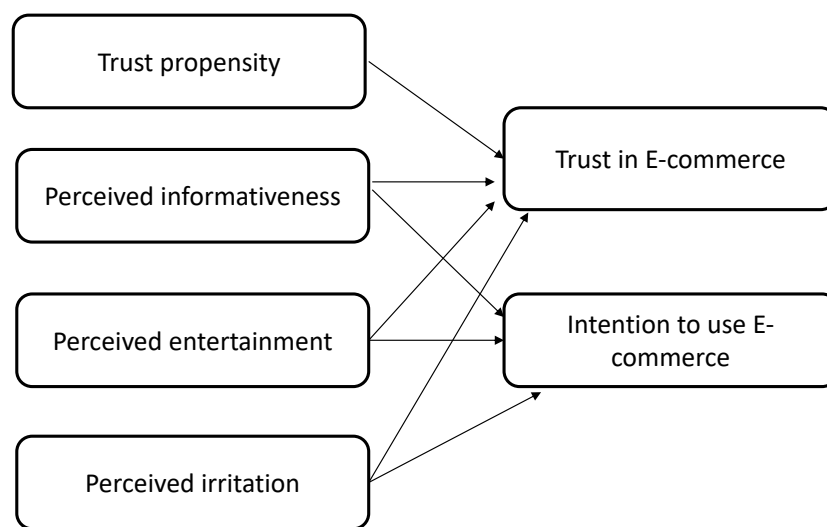 Trust propensity
Trust in E-commerce
Perceived informativeness
Perceived entertainment
Intention to use E-
commerce
Perceived irritation